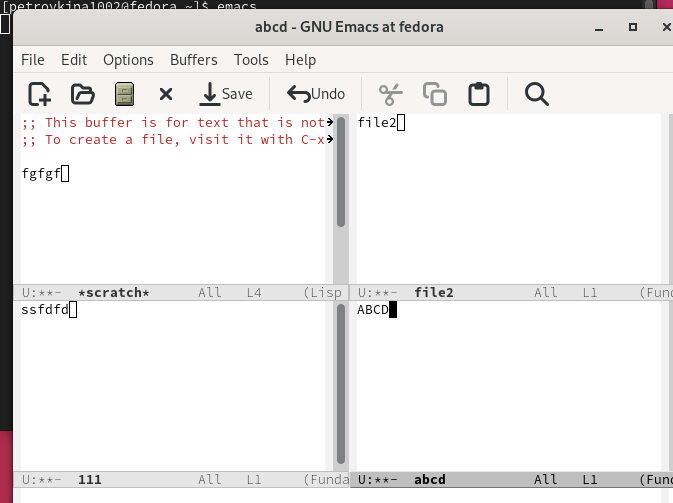 [petrovkina1002@fedora ~]$ emacs
abcd - GNU Emacs at fedora
File Edit Options Buffers Tools Help
Save Undo
;; This buffer is for text that is not
;; To create a file, visit it with C-x
fgfgf
U:**- *scratch* All L4 (Lisp
file2
U:**- file2 All L1 (Fund
ssfdfd
U:**- 111 All L1 (Funda
ABCD
U:**- abcd All L1 (Fund